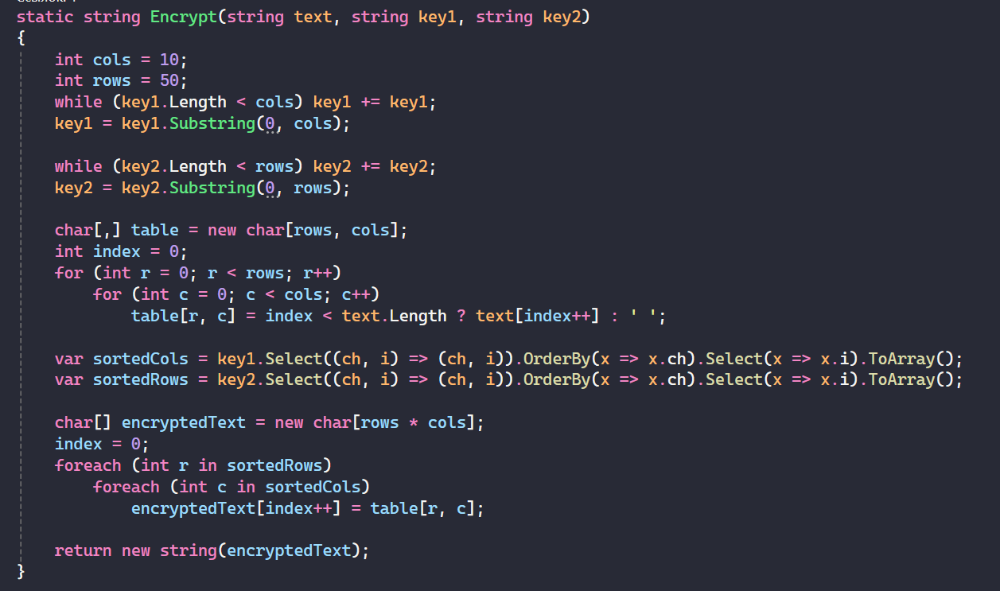 static string Encrypt(string text, string key1, string key2)
{
    int cols = 10;
    int rows = 50;
    while (key1.Length < cols) key1 += key1;
    key1 = key1.Substring(0, cols);

    while (key2.Length < rows) key2 += key2;
    key2 = key2.Substring(0, rows);

    char[,] table = new char[rows, cols];
    int index = 0;
    for (int r = 0; r < rows; r++)
        for (int c = 0; c < cols; c++)
            table[r, c] = index < text.Length ? text[index++] : ' ';

    var sortedCols = key1.Select((ch, i) => (ch, i)).OrderBy(x => x.ch).Select(x => x.i).ToArray();
    var sortedRows = key2.Select((ch, i) => (ch, i)).OrderBy(x => x.ch).Select(x => x.i).ToArray();

    char[] encryptedText = new char[rows * cols];
    index = 0;
    foreach (int r in sortedRows)
        foreach (int c in sortedCols)
            encryptedText[index++] = table[r, c];

    return new string(encryptedText);
}